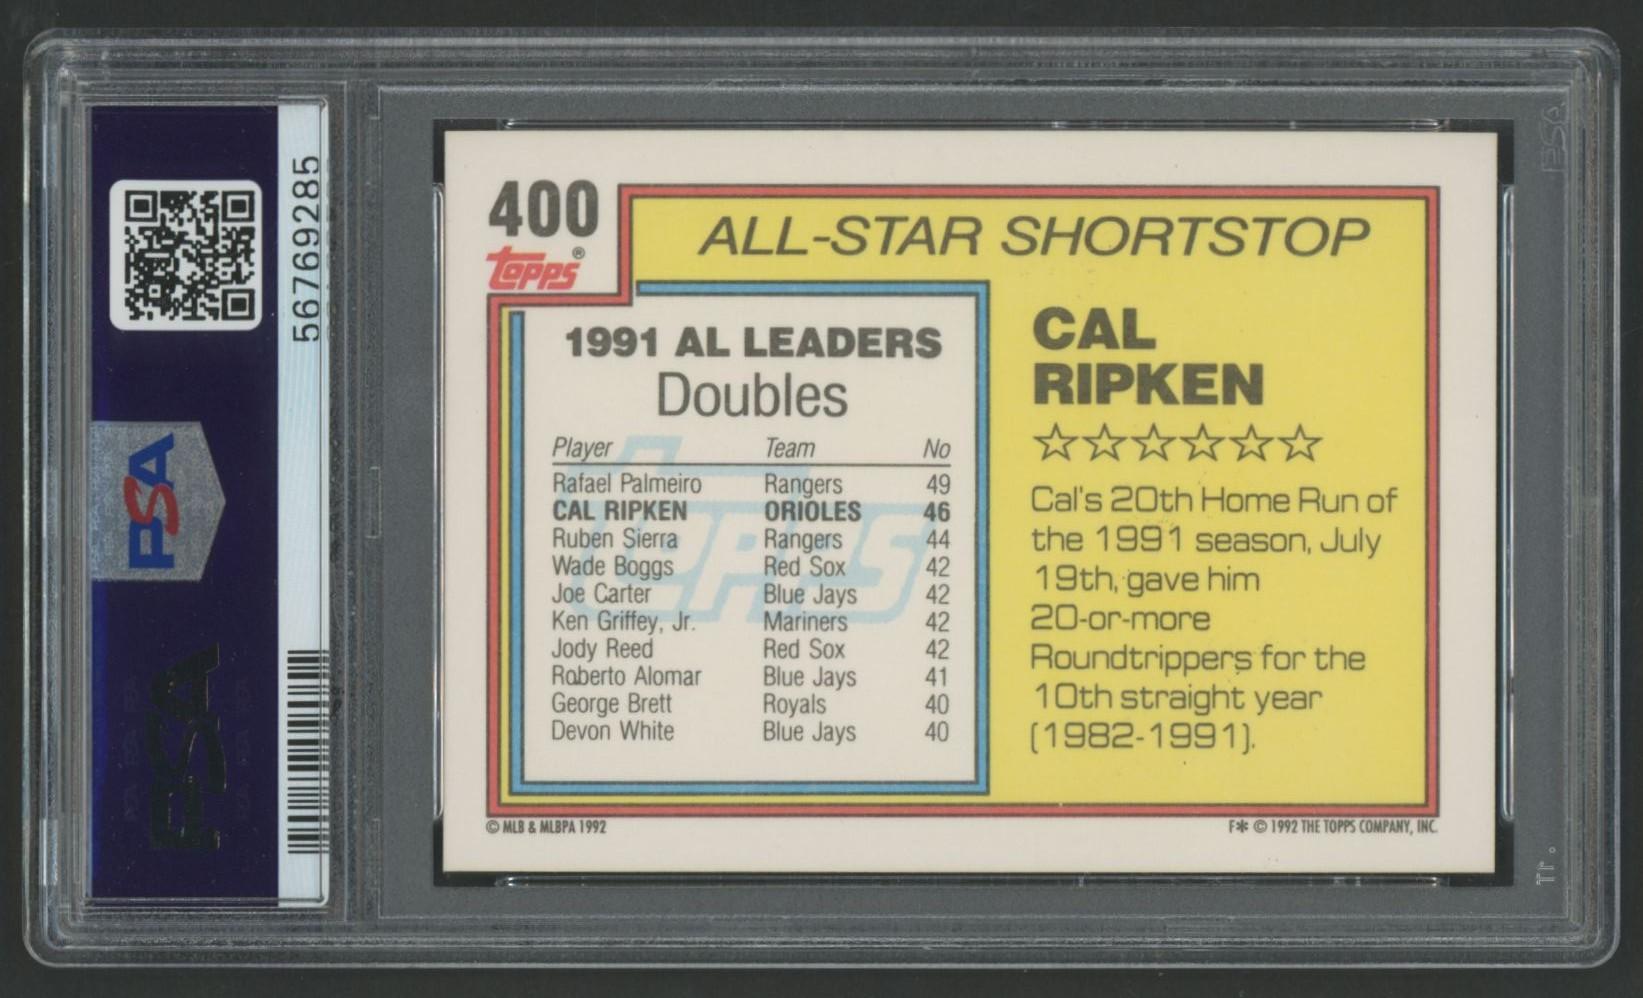 56769285
PSA
PSA
400
topps®
ALL-STAR SHORTSTOP
1991 AL LEADERS
Doubles
Player Team No
Rafael Palmeiro Rangers 49
CAL RIPKEN ORIOLES 46
Ruben Sierra Rangers 44
Wade Boggs Red Sox 42
Joe Carter Blue Jays 42
Ken Griffey, Jr. Mariners 42
Jody Reed Red Sox 42
Roberto Alomar Blue Jays 41
George Brett Royals 40
Devon White Blue Jays 40
topps
CAL
RIPKEN
Cal's 20th Home Run of
the 1991 season, July
19th, gave him
20-or-more
Roundtrippers for the
10th straight year
(1982-1991).
© MLB & MLBPA 1992
F* © 1992 THE TOPPS COMPANY, INC.
PSA